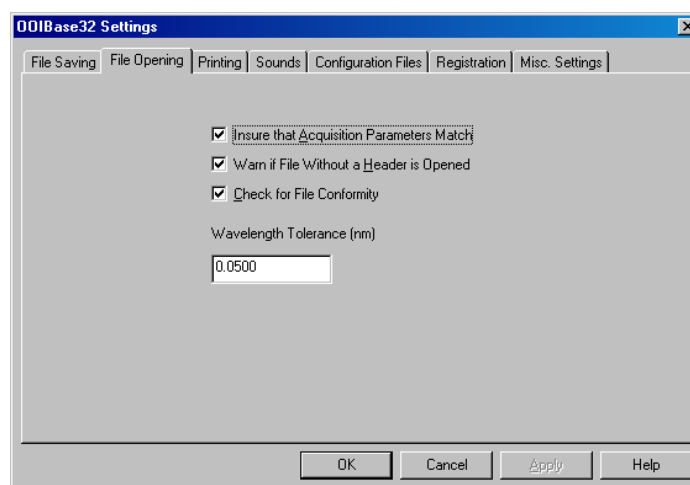 OOIBase32 Settings
File Saving File Opening Printing Sounds Configuration Files Registration Misc. Settings
Insure that Acquisition Parameters Match
Warn if File Without a Header is Opened
Check for File Conformity
Wavelength Tolerance (nm)
0.0500
OK Cancel Apply Help